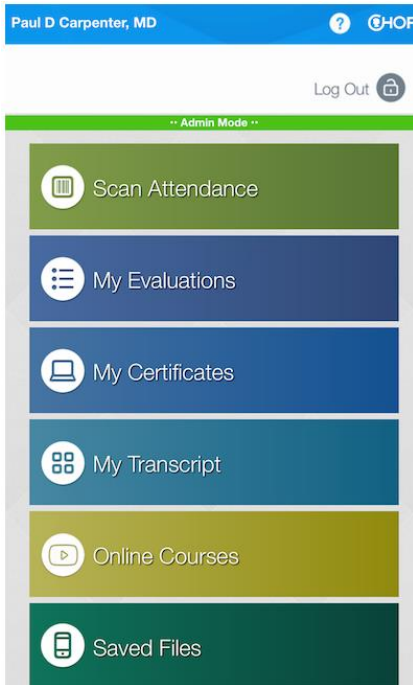 Paul D Carpenter, MD ? CHOP
Log Out
·· Admin Mode ··
Scan Attendance
My Evaluations
My Certificates
My Transcript
Online Courses
Saved Files